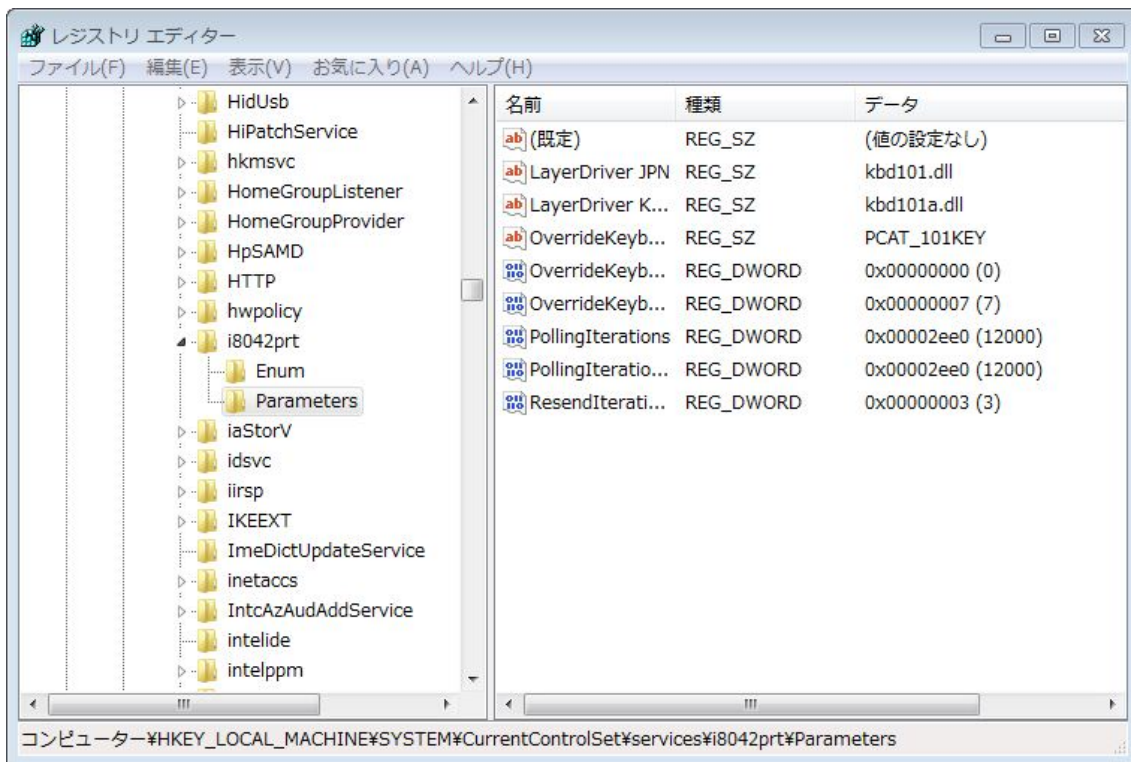 レジストリ エディター
ファイル(F) 編集(E) 表示(V) お気に入り(A) ヘルプ(H)
HidUsb
HiPatchService
hkmsvc
HomeGroupListener
HomeGroupProvider
HpSAMD
HTTP
hwpolicy
i8042prt
Enum
Parameters
iaStorV
idsvc
iirsp
IKEEXT
ImeDictUpdateService
inetaccs
IntcAzAudAddService
intelide
intelppm
名前 種類 データ
(既定) REG_SZ (値の設定なし)
LayerDriver JPN REG_SZ kbd101.dll
LayerDriver K... REG_SZ kbd101a.dll
OverrideKeyb... REG_SZ PCAT_101KEY
OverrideKeyb... REG_DWORD 0x00000000 (0)
OverrideKeyb... REG_DWORD 0x00000007 (7)
PollingIterations REG_DWORD 0x00002ee0 (12000)
PollingIteratio... REG_DWORD 0x00002ee0 (12000)
ResendIterati... REG_DWORD 0x00000003 (3)
コンピューター¥HKEY_LOCAL_MACHINE¥SYSTEM¥CurrentControlSet¥services¥i8042prt¥Parameters